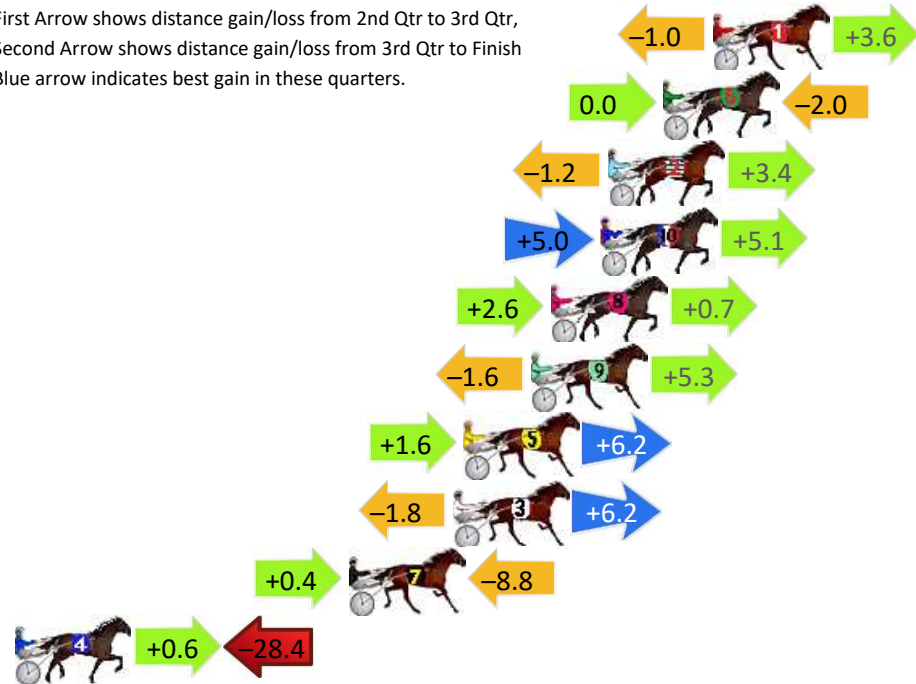 First Arrow shows distance gain/loss from 2nd Qtr to 3rd Qtr,
Second Arrow shows distance gain/loss from 3rd Qtr to Finish
Blue arrow indicates best gain in these quarters.
–1.0 1 +3.6
0.0 6 –2.0
–1.2 2 +3.4
+5.0 10 +5.1
+2.6 8 +0.7
–1.6 9 +5.3
+1.6 5 +6.2
–1.8 3 +6.2
+0.4 7 –8.8
4 +0.6 –28.4